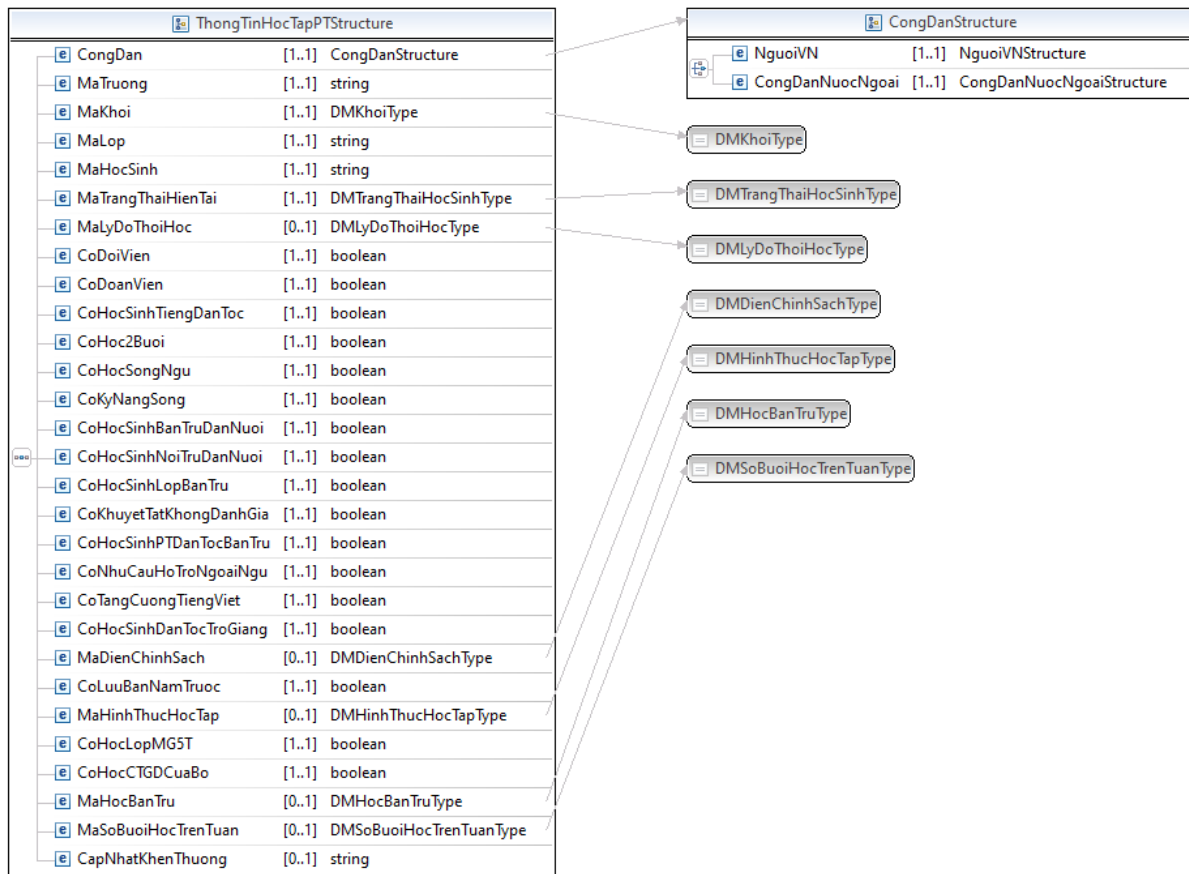 ThongTinHocTapPTStructure
e CongDan [1..1] CongDanStructure
e MaTruong [1..1] string
e MaKhoi [1..1] DMKhoiType
e MaLop [1..1] string
e MaHocSinh [1..1] string
e MaTrangThaiHienTai [1..1] DMTrangThaiHocSinhType
e MaLyDoThoiHoc [0..1] DMLyDoThoiHocType
e CoDoiVien [1..1] boolean
e CoDoanVien [1..1] boolean
e CoHocSinhTiengDanToc [1..1] boolean
e CoHoc2Buoi [1..1] boolean
e CoHocSongNgu [1..1] boolean
e CoKyNangSong [1..1] boolean
e CoHocSinhBanTruDanNuoi [1..1] boolean
e CoHocSinhNoiTruDanNuoi [1..1] boolean
e CoHocSinhLopBanTru [1..1] boolean
e CoKhuyetTatKhongDanhGia [1..1] boolean
e CoHocSinhPTDanTocBanTru [1..1] boolean
e CoNhuCauHoTroNgoaiNgu [1..1] boolean
e CoTangCuongTiengViet [1..1] boolean
e CoHocSinhDanTocTroGiang [1..1] boolean
e MaDienChinhSach [0..1] DMDienChinhSachType
e CoLuuBanNamTruoc [1..1] boolean
e MaHinhThucHocTap [0..1] DMHinhThucHocTapType
e CoHocLopMG5T [1..1] boolean
e CoHocCTGDCuaBo [1..1] boolean
e MaHocBanTru [0..1] DMHocBanTruType
e MaSoBuoiHocTrenTuan [0..1] DMSoBuoiHocTrenTuanType
e CapNhatKhenThuong [0..1] string
CongDanStructure
e NguoiVN [1..1] NguoiVNStructure
e CongDanNuocNgoai [1..1] CongDanNuocNgoaiStructure
DMKhoiType
DMTrangThaiHocSinhType
DMLyDoThoiHocType
DMDienChinhSachType
DMHinhThucHocTapType
DMHocBanTruType
DMSoBuoiHocTrenTuanType